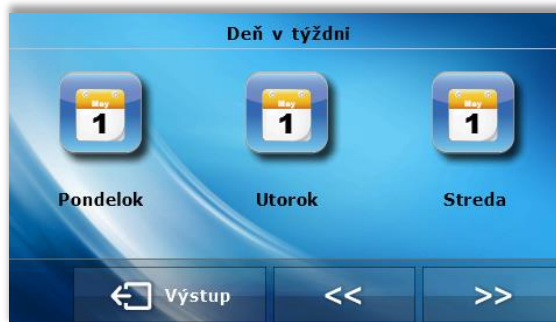 Deň v týždni
May May May
1 1 1
Pondelok Utorok Streda
Výstup << >>